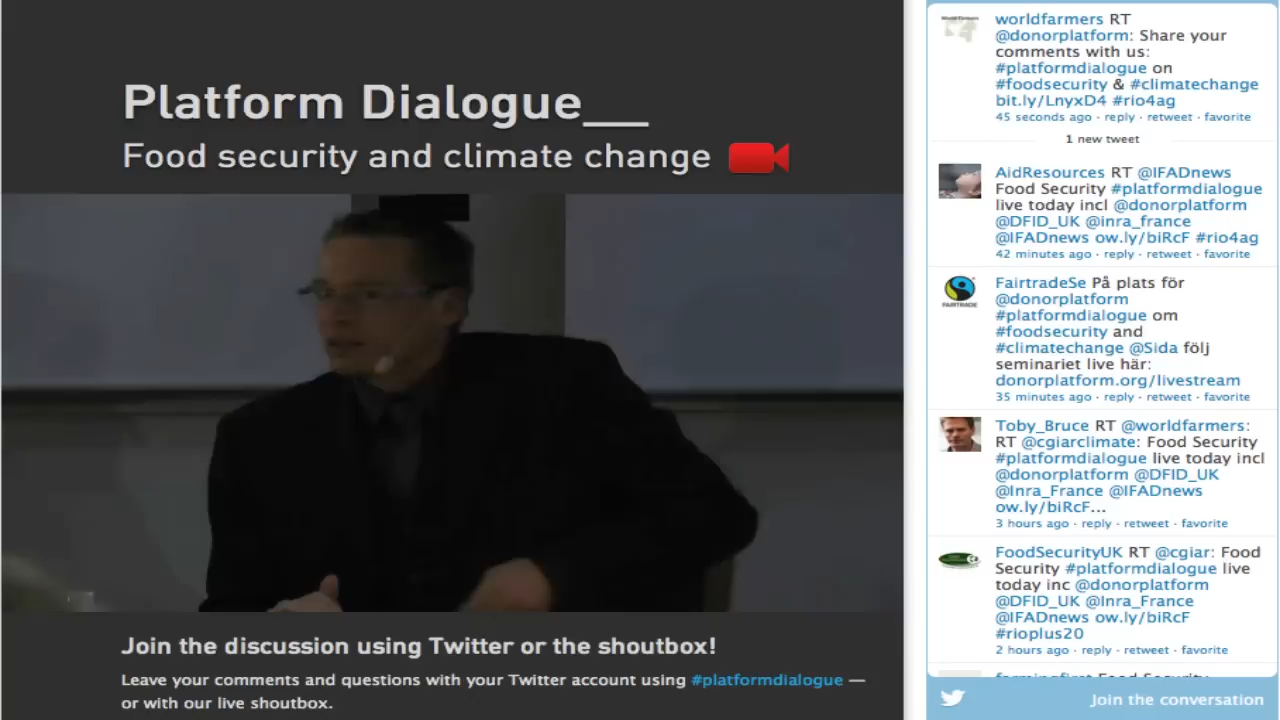 Platform Dialogue__
Food security and climate change
Join the discussion using Twitter or the shoutbox!
Leave your comments and questions with your Twitter account using #platformdialogue —
or with our live shoutbox.
worldfarmers RT
@donorplatform: Share your
comments with us:
#platformdialogue on
#foodsecurity & #climatechange
bit.ly/LnyxD4 #rio4ag
45 seconds ago · reply · retweet · favorite
1 new tweet
AidResources RT @IFADnews
Food Security #platformdialogue
live today incl @donorplatform
@DFID_UK @inra_france
@IFADnews ow.ly/biRcF #rio4ag
42 minutes ago · reply · retweet · favorite
FAIRTRADE
FairtradeSe På plats för
@donorplatform
#platformdialogue om
#foodsecurity and
#climatechange @Sida följ
seminariet live här:
donorplatform.org/livestream
35 minutes ago · reply · retweet · favorite
Toby_Bruce RT @worldfarmers:
RT @cgiarclimate: Food Security
#platformdialogue live today incl
@donorplatform @DFID_UK
@Inra_France @IFADnews
ow.ly/biRcF...
3 hours ago · reply · retweet · favorite
FoodSecurityUK RT @cgiar: Food
Security #platformdialogue live
today inc @donorplatform
@DFID_UK @Inra_France
@IFADnews ow.ly/biRcF
#rioplus20
2 hours ago · reply · retweet · favorite
farmingfirst Food Security
Join the conversation